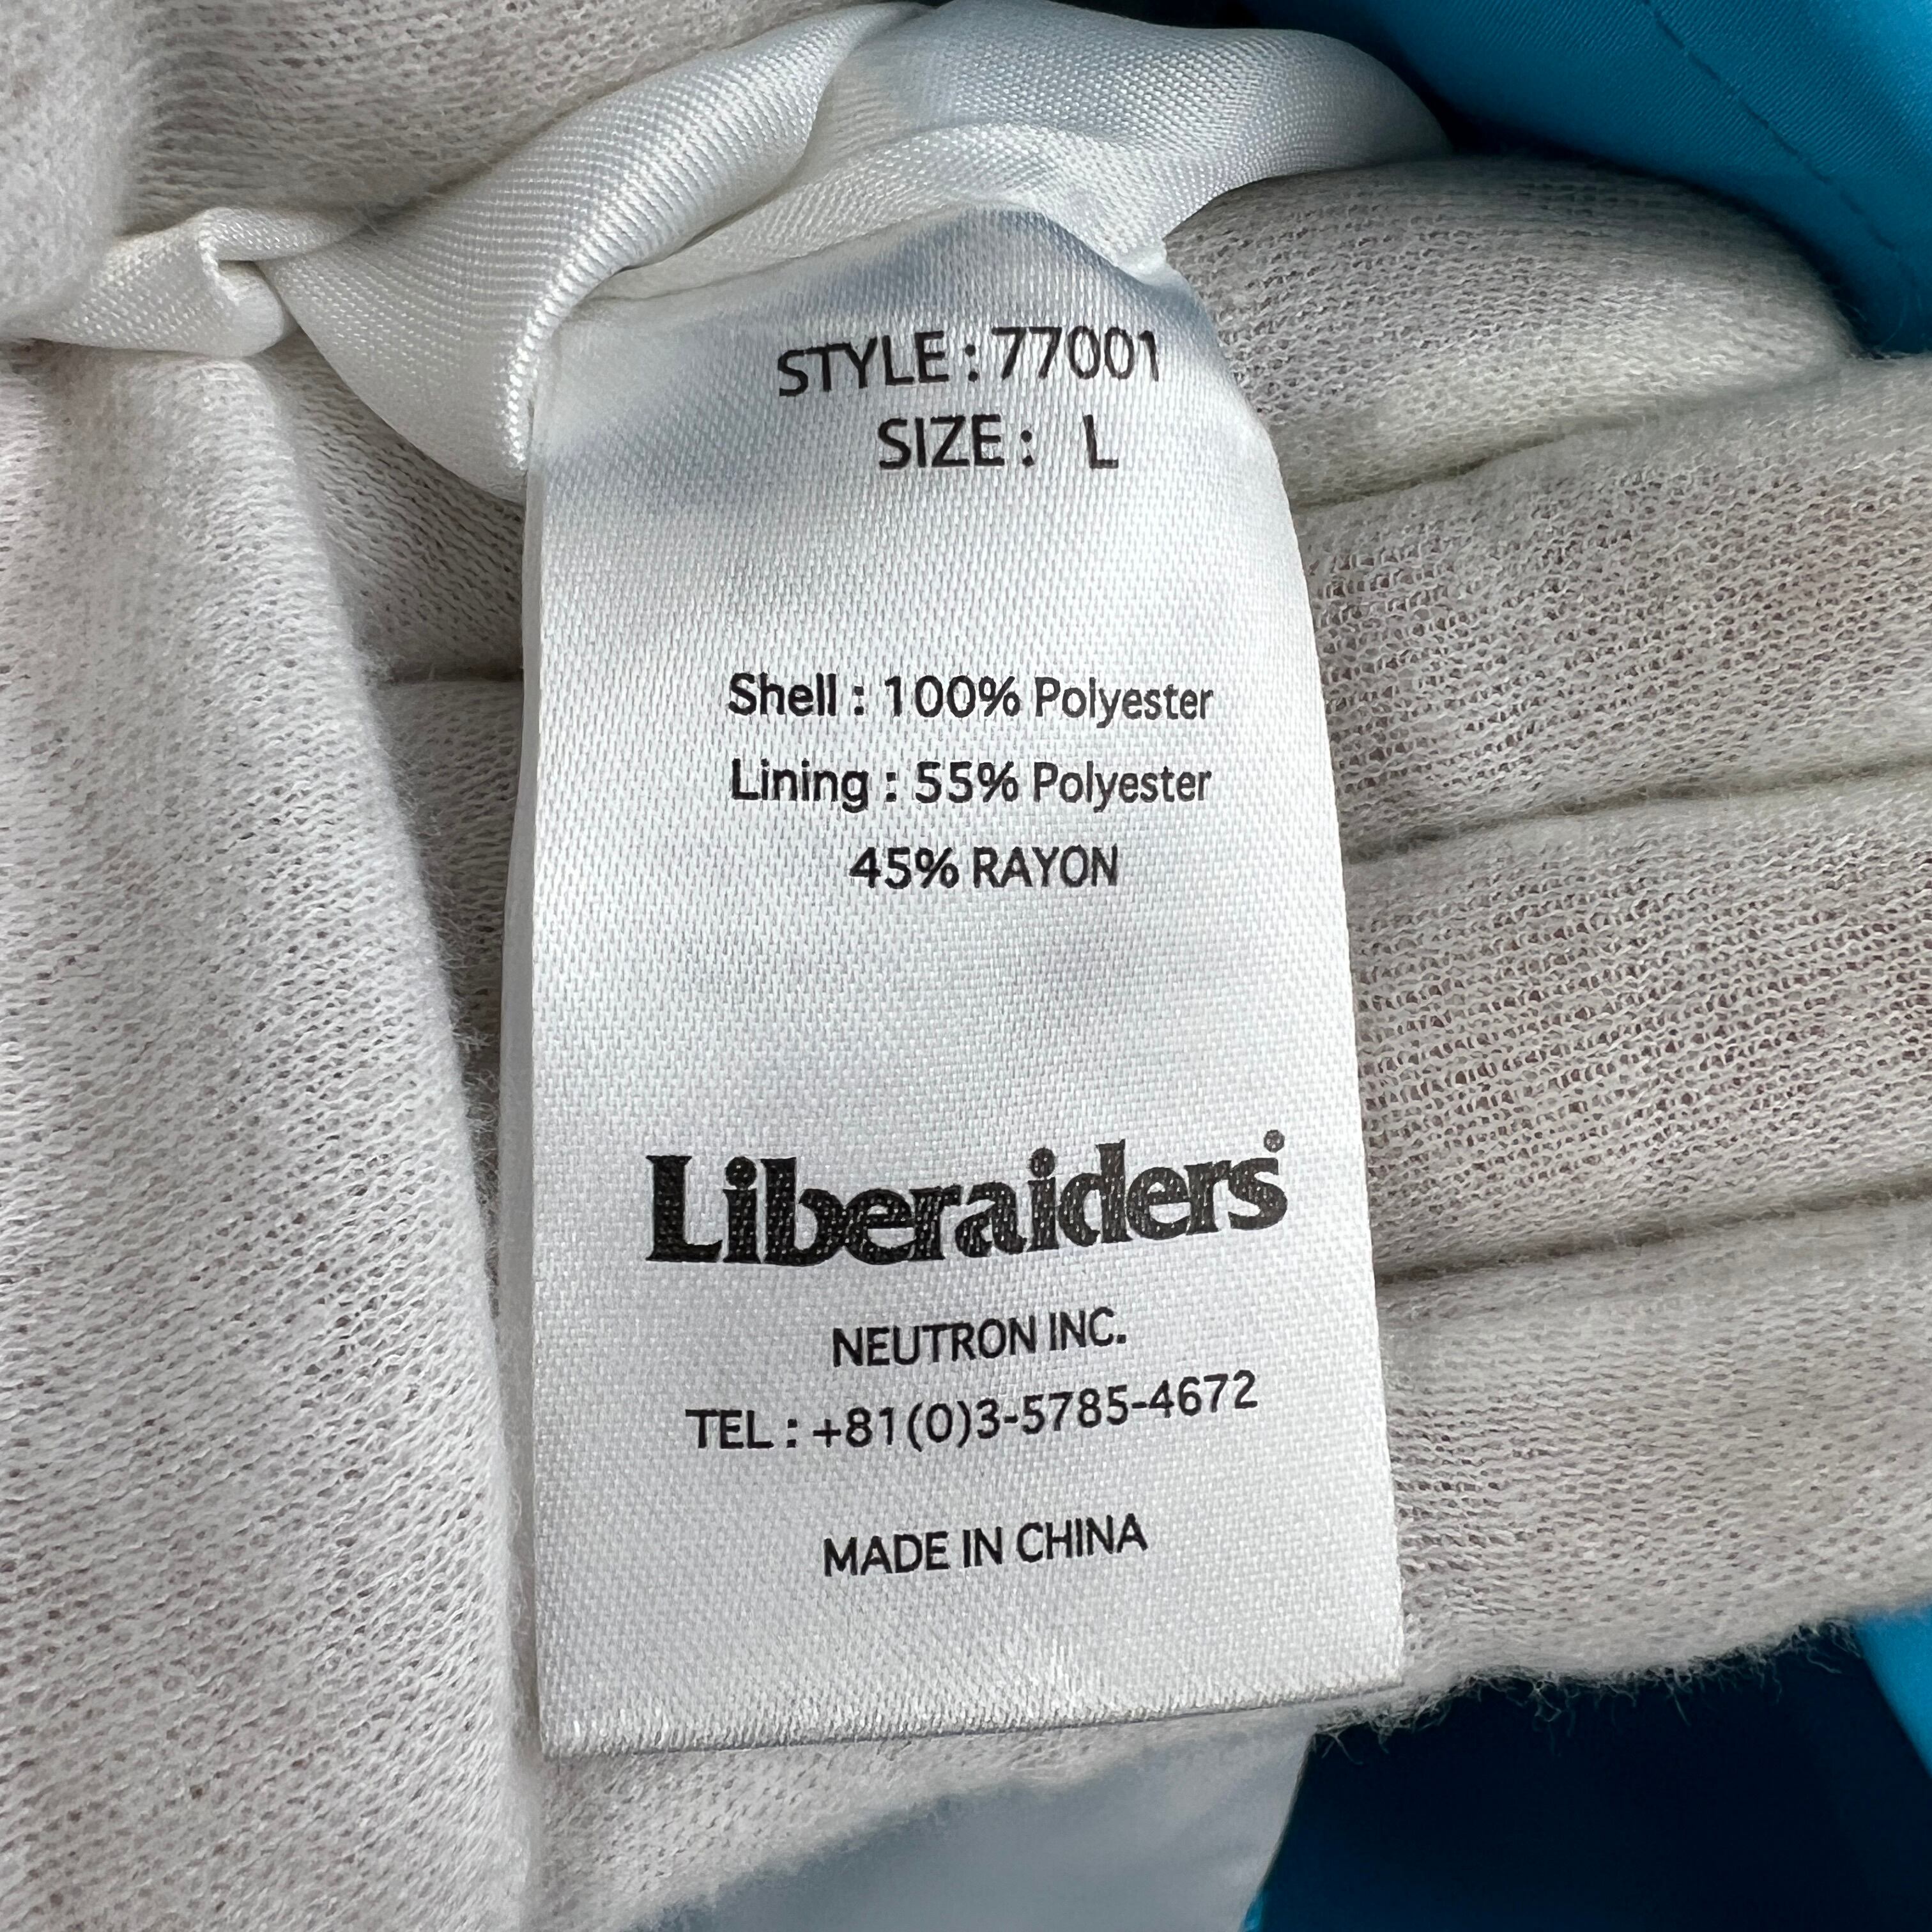 STYLE : 77001
SIZE : L
Shell : 100% Polyester
Lining : 55% Polyester
45% RAYON
Liberaiders®
NEUTRON INC.
TEL : +81(0)3-5785-4672
MADE IN CHINA